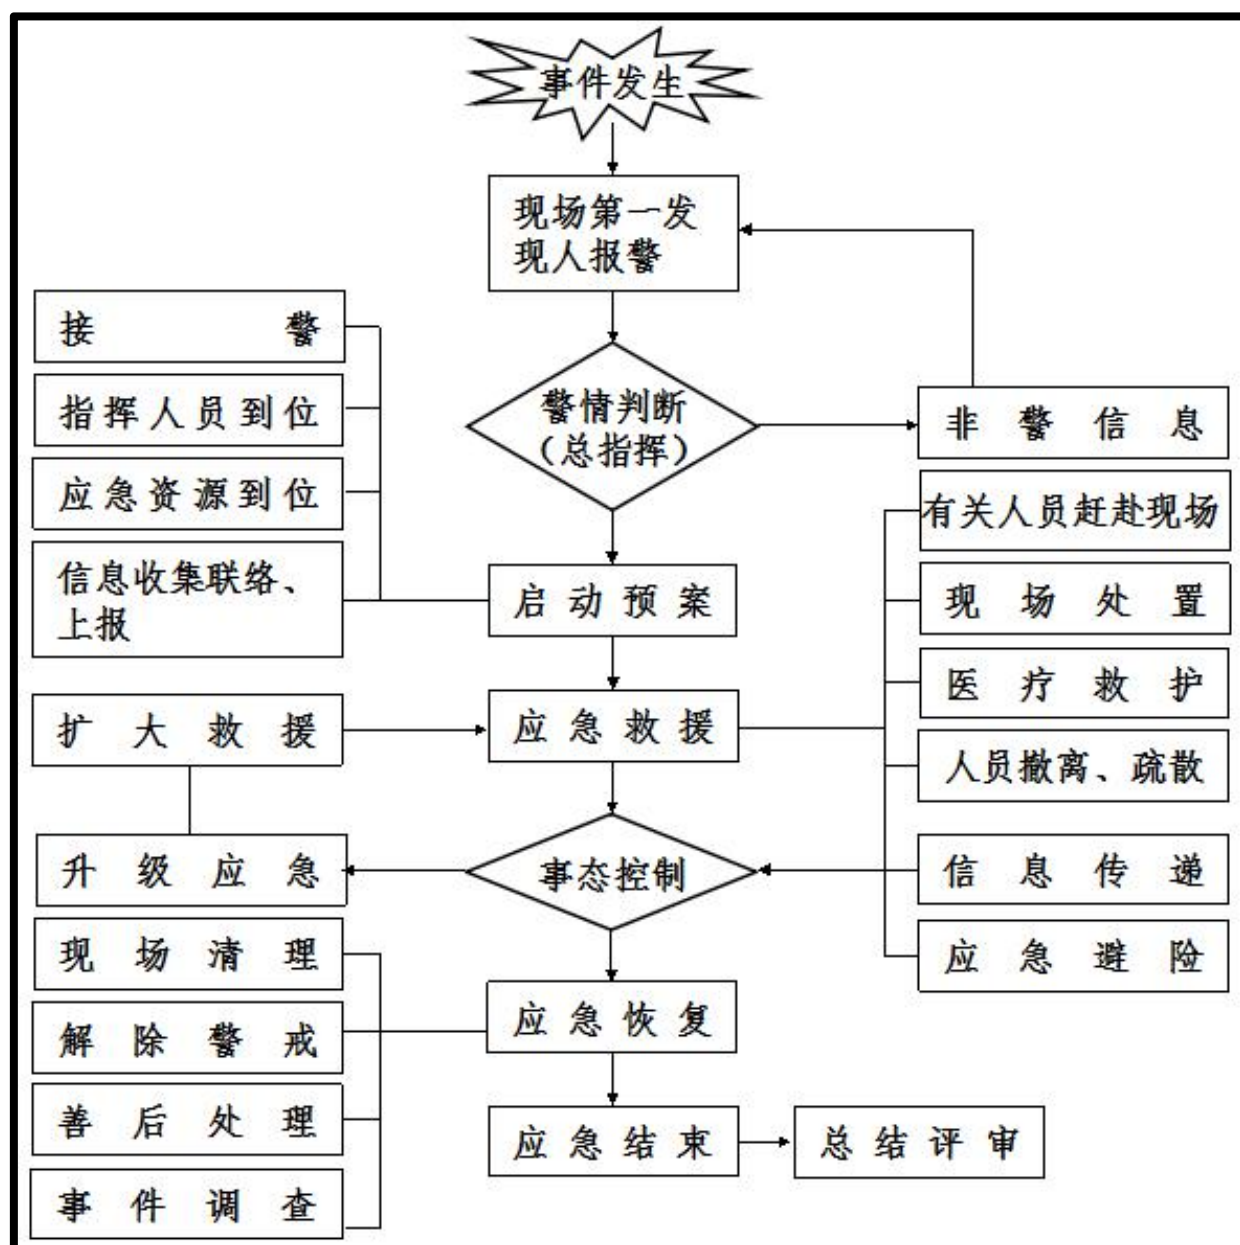 事件发生
现场第一发
现人报警
接警
指挥人员到位
应急资源到位
信息收集联络、
上报
警情判断
（总指挥）
非警信息
启动预案
有关人员赶赴现场
现场处置
医疗救护
人员撤离、疏散
信息传递
应急避险
扩大救援
应急救援
升级应急
事态控制
现场清理
解除警戒
善后处理
事件调查
应急恢复
应急结束
总结评审